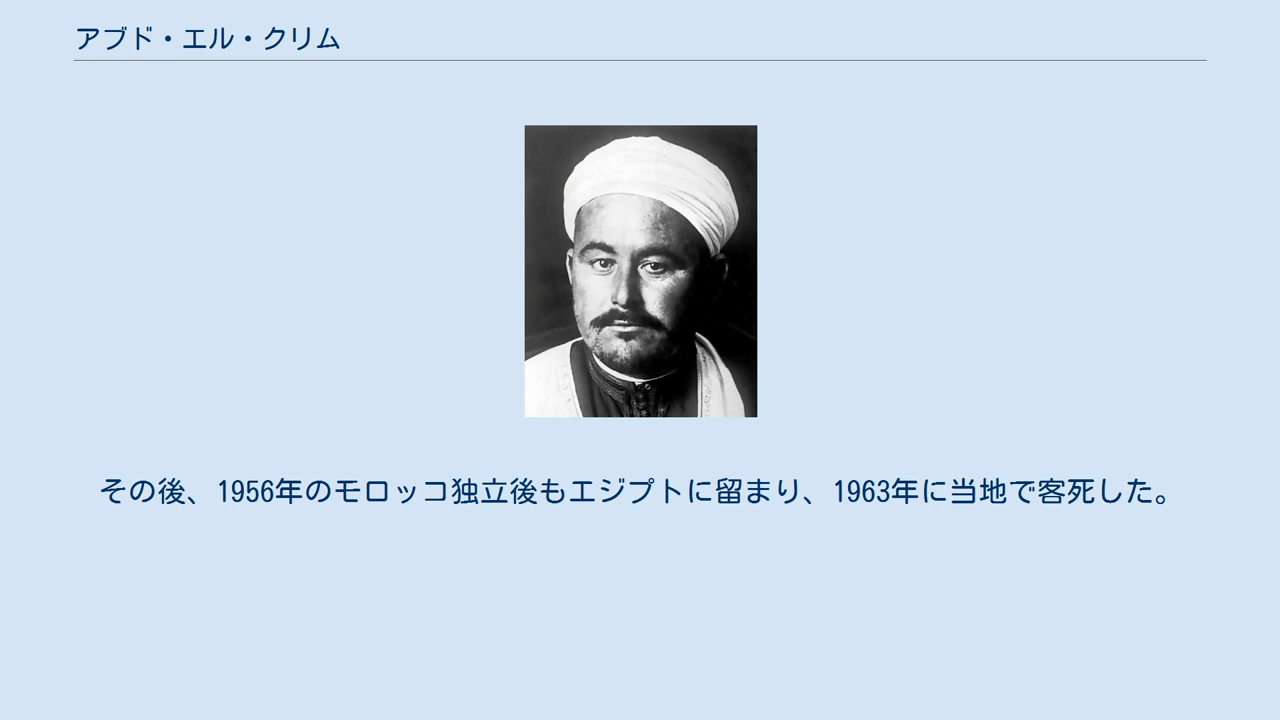 アブド・エル・クリム
その後、1956年のモロッコ独立後もエジプトに留まり、1963年に当地で客死した。